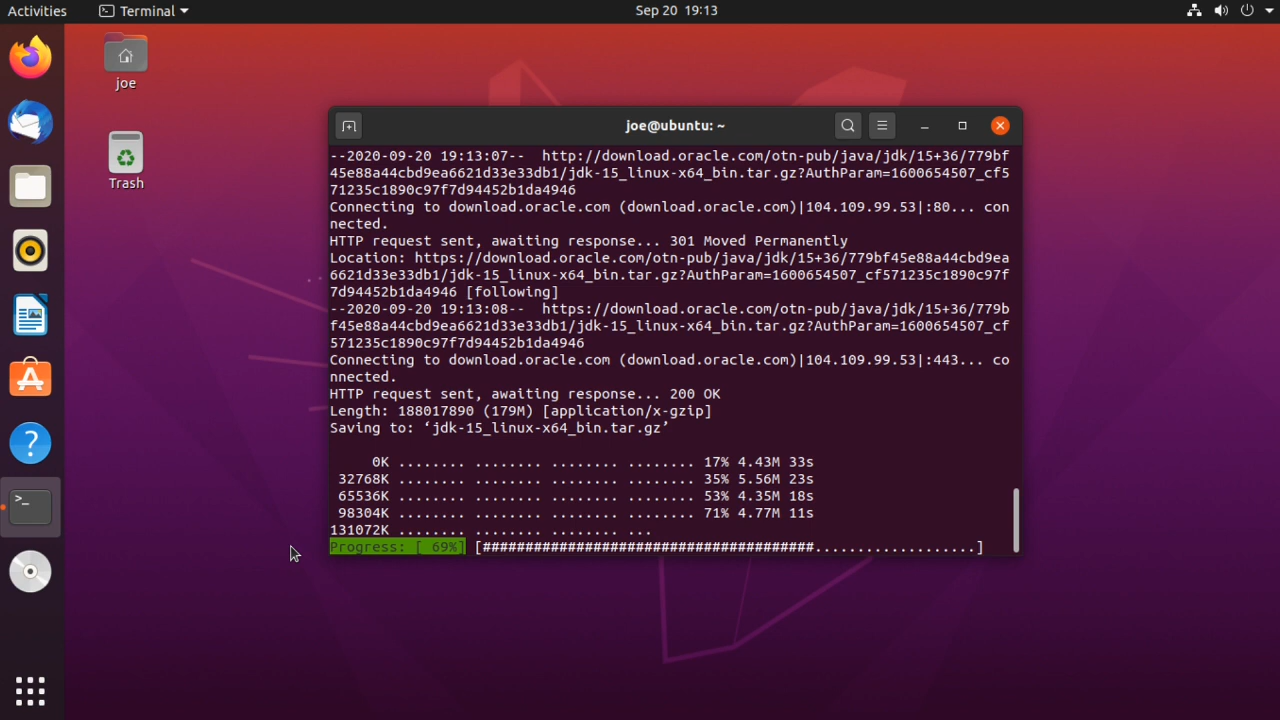 Activities
Terminal
Sep 20 19:13
joe
Trash
joe@ubuntu: ~
--2020-09-20 19:13:07--  http://download.oracle.com/otn-pub/java/jdk/15+36/779bf
45e88a44cbd9ea6621d33e33db1/jdk-15_linux-x64_bin.tar.gz?AuthParam=1600654507_cf5
71235c1890c97f7d94452b1da4946
Connecting to download.oracle.com (download.oracle.com)|104.109.99.53|:80... con
nected.
HTTP request sent, awaiting response... 301 Moved Permanently
Location: https://download.oracle.com/otn-pub/java/jdk/15+36/779bf45e88a44cbd9ea
6621d33e33db1/jdk-15_linux-x64_bin.tar.gz?AuthParam=1600654507_cf571235c1890c97f
7d94452b1da4946 [following]
--2020-09-20 19:13:08--  https://download.oracle.com/otn-pub/java/jdk/15+36/779b
f45e88a44cbd9ea6621d33e33db1/jdk-15_linux-x64_bin.tar.gz?AuthParam=1600654507_cf
571235c1890c97f7d94452b1da4946
Connecting to download.oracle.com (download.oracle.com)|104.109.99.53|:443... co
nnected.
HTTP request sent, awaiting response... 200 OK
Length: 188017890 (179M) [application/x-gzip]
Saving to: ‘jdk-15_linux-x64_bin.tar.gz’
     0K ........ ........ ........ ........ 17% 4.43M 33s
 32768K ........ ........ ........ ........ 35% 5.56M 23s
 65536K ........ ........ ........ ........ 53% 4.35M 18s
 98304K ........ ........ ........ ........ 71% 4.77M 11s
131072K ........ ........ ........ ...
Progress: [ 69%] [#######################################...................]